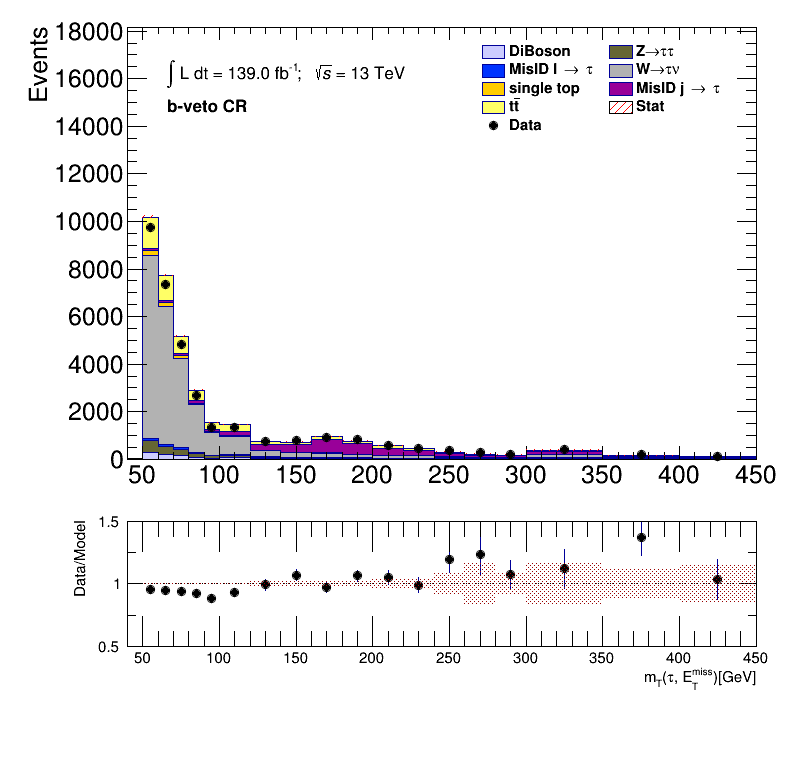 Events
18000
16000
14000
12000
10000
8000
6000
4000
2000
0
∫ L dt = 139.0 fb⁻¹; √s = 13 TeV
b-veto CR
DiBoson
MisID l → τ
single top
tt̄
Data
Z→ττ
W→τν
MisID j → τ
Stat
50 100 150 200 250 300 350 400 450
Data/Model
1.5
1
0.5
50 100 150 200 250 300 350 400 450
m_T(τ, E_T^miss)[GeV]